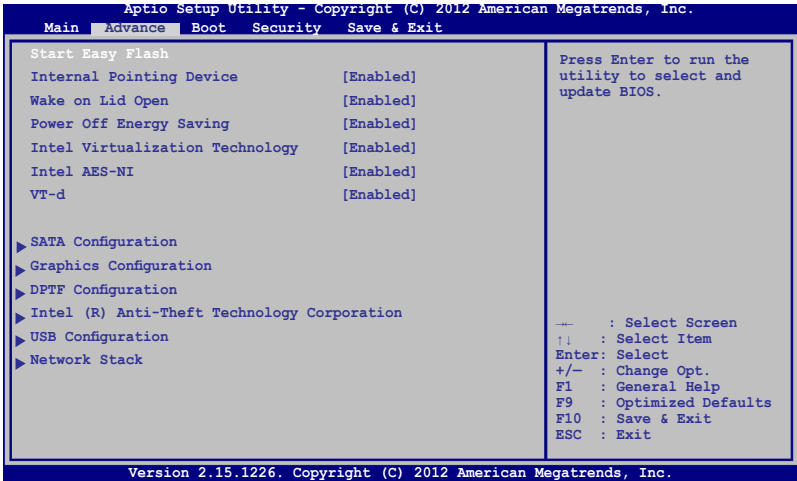 Aptio Setup Utility - Copyright (C) 2012 American Megatrends, Inc.
Main Advance Boot Security Save & Exit
Start Easy Flash
Internal Pointing Device [Enabled]
Wake on Lid Open [Enabled]
Power Off Energy Saving [Enabled]
Intel Virtualization Technology [Enabled]
Intel AES-NI [Enabled]
VT-d [Enabled]
SATA Configuration
Graphics Configuration
DPTF Configuration
Intel (R) Anti-Theft Technology Corporation
USB Configuration
Network Stack
Press Enter to run the
utility to select and
update BIOS.
→← : Select Screen
↑↓ : Select Item
Enter: Select
+/— : Change Opt.
F1 : General Help
F9 : Optimized Defaults
F10 : Save & Exit
ESC : Exit
Version 2.15.1226. Copyright (C) 2012 American Megatrends, Inc.